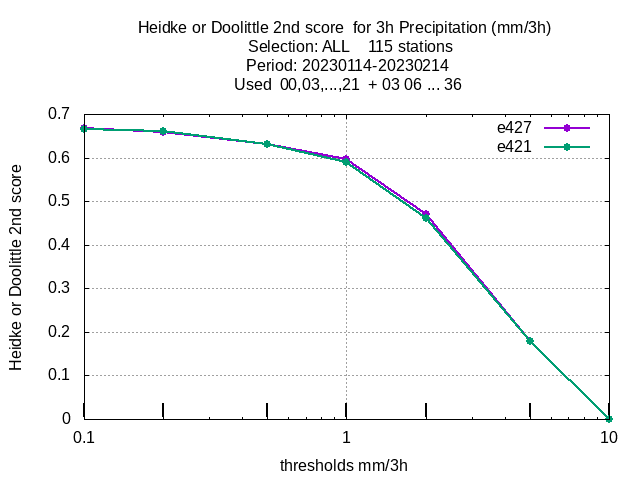 Heidke or Doolittle 2nd score  for 3h Precipitation (mm/3h)
Selection: ALL    115 stations
Period: 20230114-20230214
Used  00,03,...,21  + 03 06 ... 36
e427
e421
Heidke or Doolittle 2nd score
0.7
0.6
0.5
0.4
0.3
0.2
0.1
0
0.1 1 10
thresholds mm/3h